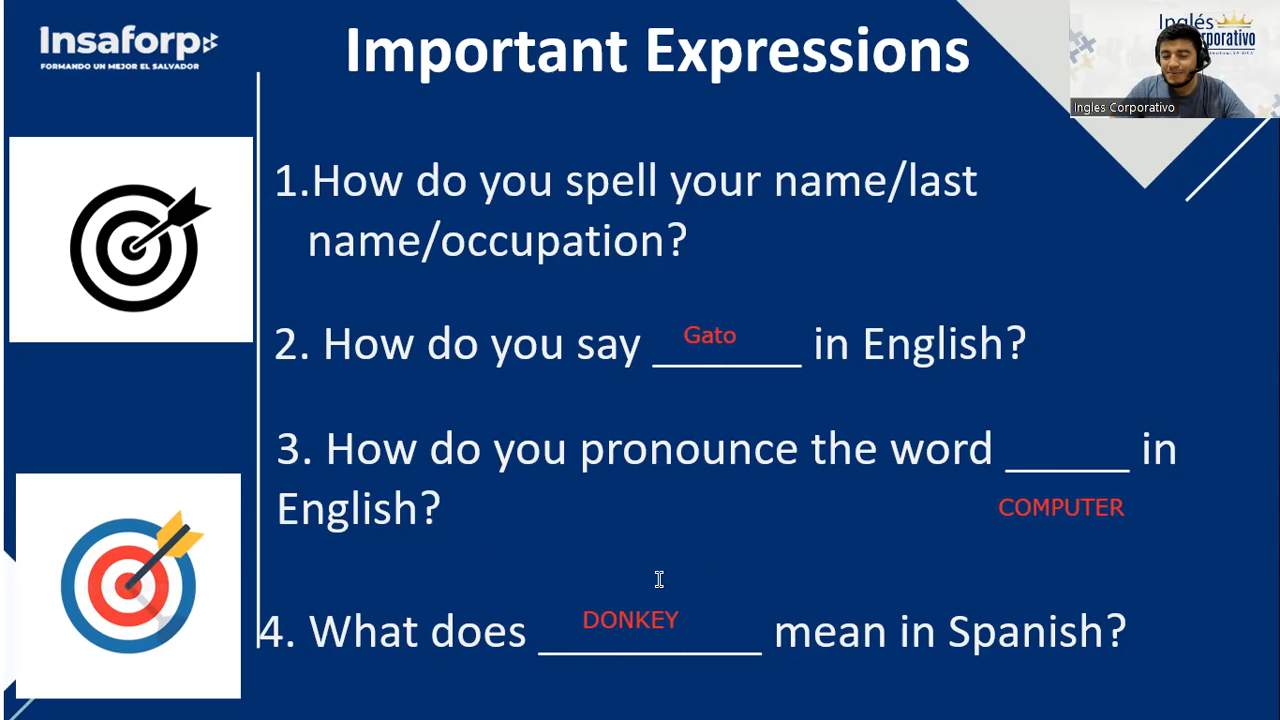 Insaforp
FORMANDO UN MEJOR EL SALVADOR
Important Expressions
Inglés
Ingles Corporativo
1.How do you spell your name/last
name/occupation?
2. How do you say ________ in English?
Gato
3. How do you pronounce the word ______ in
English?
COMPUTER
4. What does __________ mean in Spanish?
DONKEY